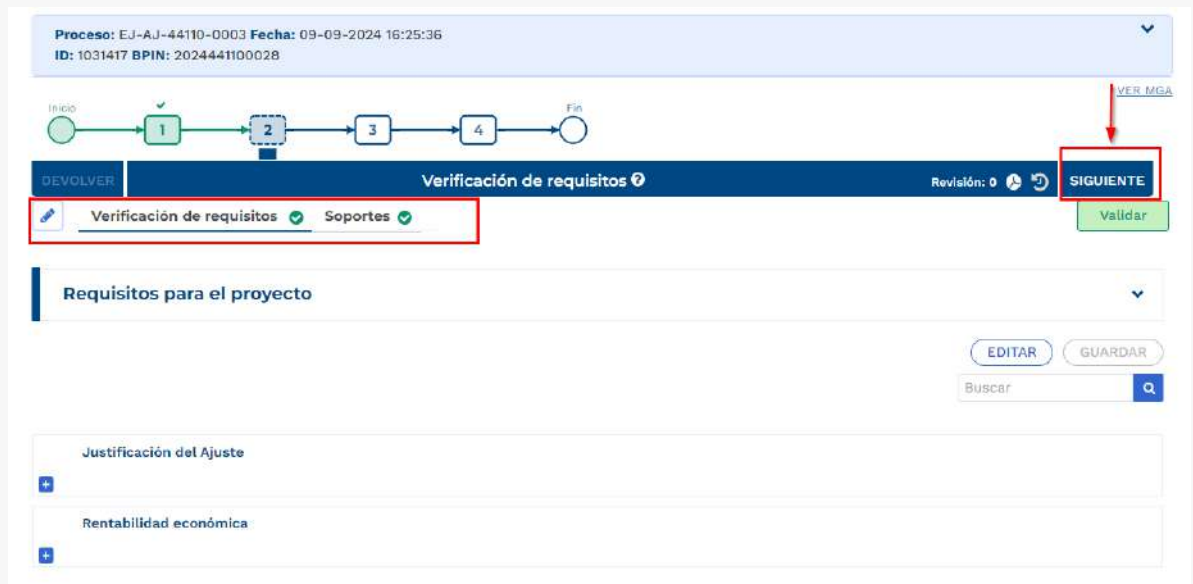 Proceso: EJ-AJ-44110-0003 Fecha: 09-09-2024 16:25:36
ID: 1031417 BPIN: 2024441100028
VER MGA
Inicio
Fin
1
2
3
4
DEVOLVER
Verificación de requisitos
Revisión: 0
SIGUIENTE
Verificación de requisitos
Soportes
Validar
Requisitos para el proyecto
EDITAR
GUARDAR
Buscar
Justificación del Ajuste
Rentabilidad económica